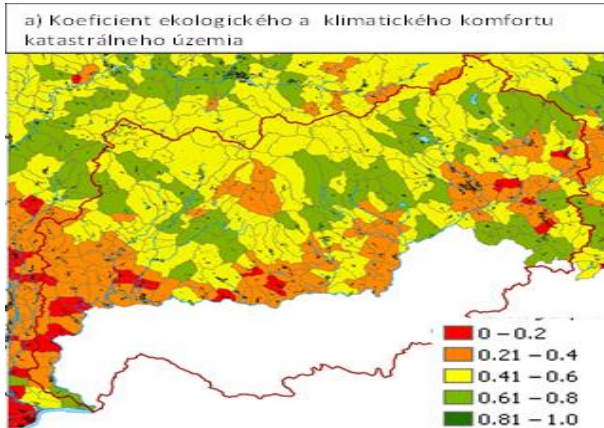 a) Koeficient ekologického a klimatického komfortu
katastrálneho územia
0 – 0.2
0.21 – 0.4
0.41 – 0.6
0.61 – 0.8
0.81 – 1.0